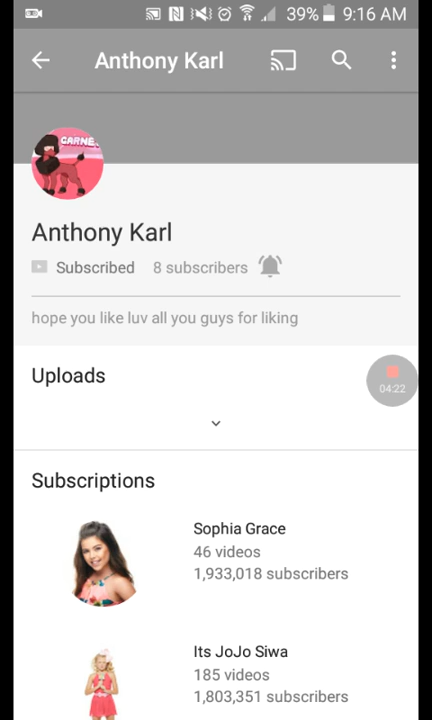 39% 9:16 AM
Anthony Karl
GARNE
Anthony Karl
Subscribed 8 subscribers
hope you like luv all you guys for liking
Uploads
04:22
Subscriptions
Sophia Grace
46 videos
1,933,018 subscribers
Its JoJo Siwa
185 videos
1,803,351 subscribers